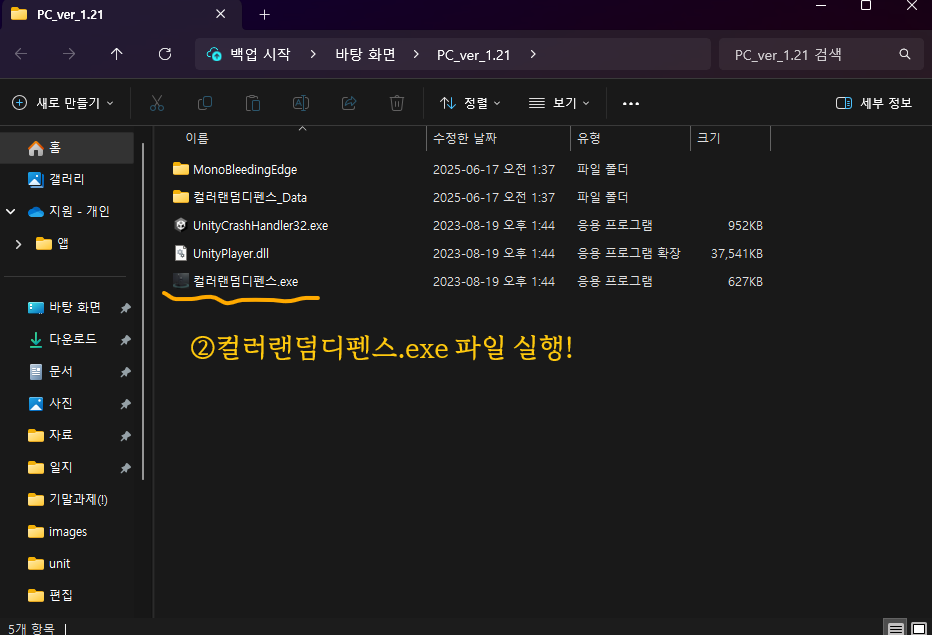 PC_ver_1.21
백업 시작 > 바탕 화면 > PC_ver_1.21 >
PC_ver_1.21 검색
새로 만들기
정렬
보기
세부 정보
이름 수정한 날짜 유형 크기
홈
갤러리
지원 - 개인
앱
바탕 화면
다운로드
문서
사진
자료
일지
기말과제(!)
images
unit
편집
MonoBleedingEdge 2025-06-17 오전 1:37 파일 폴더
컬러랜덤디펜스_Data 2025-06-17 오전 1:37 파일 폴더
UnityCrashHandler32.exe 2023-08-19 오후 1:44 응용 프로그램 952KB
UnityPlayer.dll 2023-08-19 오후 1:44 응용 프로그램 확장 37,541KB
컬러랜덤디펜스.exe 2023-08-19 오후 1:44 응용 프로그램 627KB
②컬러랜덤디펜스.exe 파일 실행!
5개 항목